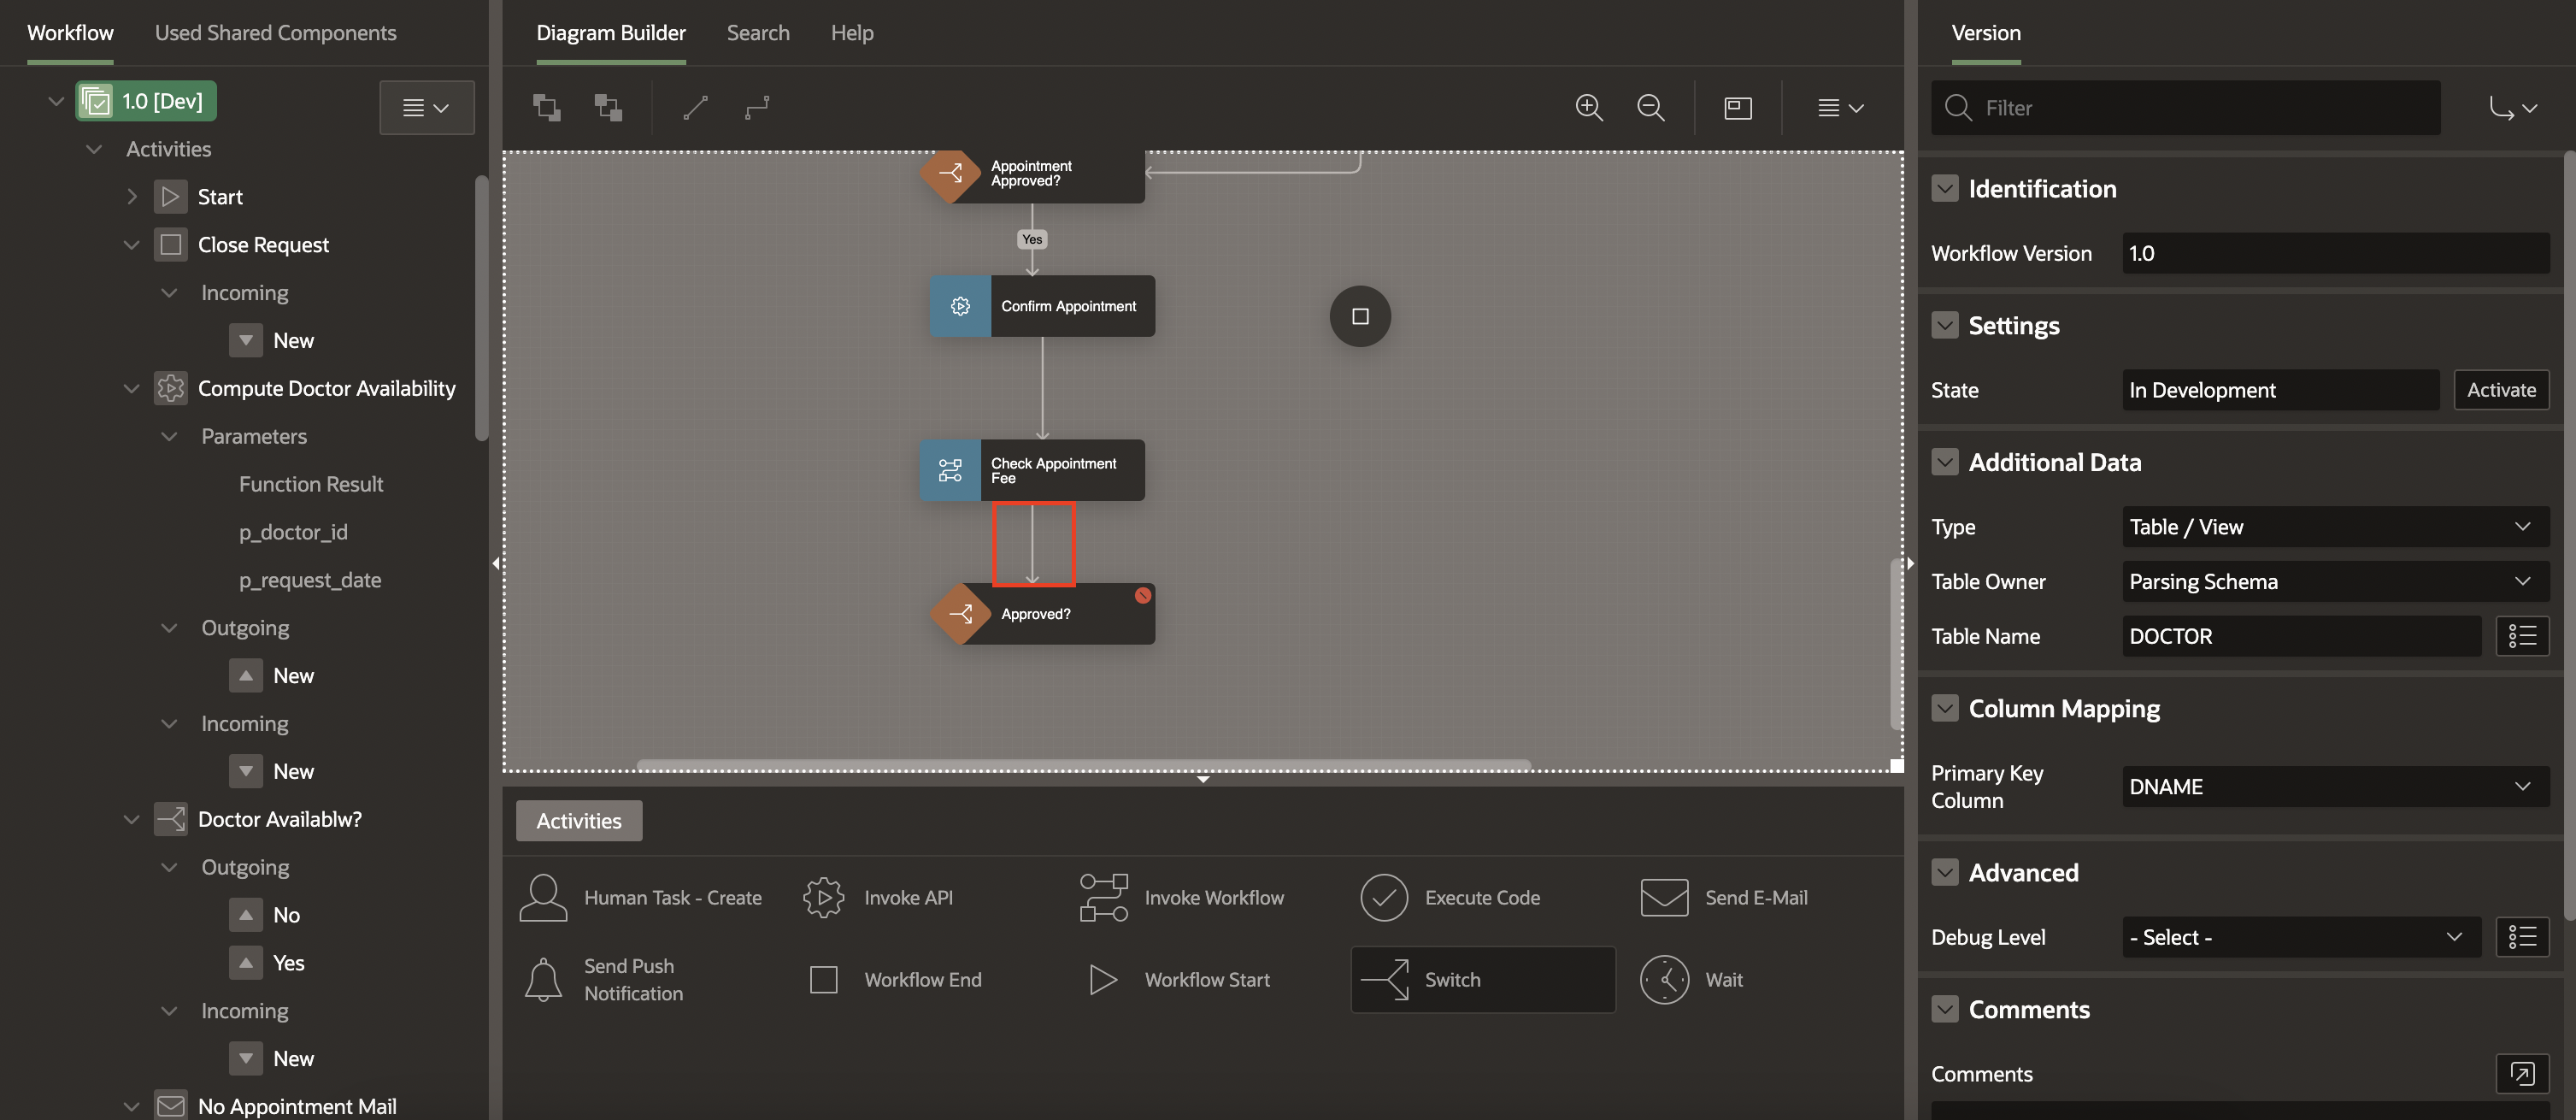 Workflow
Used Shared Components
1.0 [Dev]
Activities
Start
Close Request
Incoming
New
Compute Doctor Availability
Parameters
Function Result
p_doctor_id
p_request_date
Outgoing
New
Incoming
New
Doctor Availablw?
Outgoing
No
Yes
Incoming
New
No Appointment Mail
Diagram Builder
Search
Help
Appointment
Approved?
Yes
Confirm Appointment
Check Appointment
Fee
Approved?
Activities
Human Task - Create
Invoke API
Invoke Workflow
Execute Code
Send E-Mail
Send Push
Notification
Workflow End
Workflow Start
Switch
Wait
Version
Filter
Identification
Workflow Version
1.0
Settings
State
In Development
Activate
Additional Data
Type
Table / View
Table Owner
Parsing Schema
Table Name
DOCTOR
Column Mapping
Primary Key
Column
DNAME
Advanced
Debug Level
- Select -
Comments
Comments